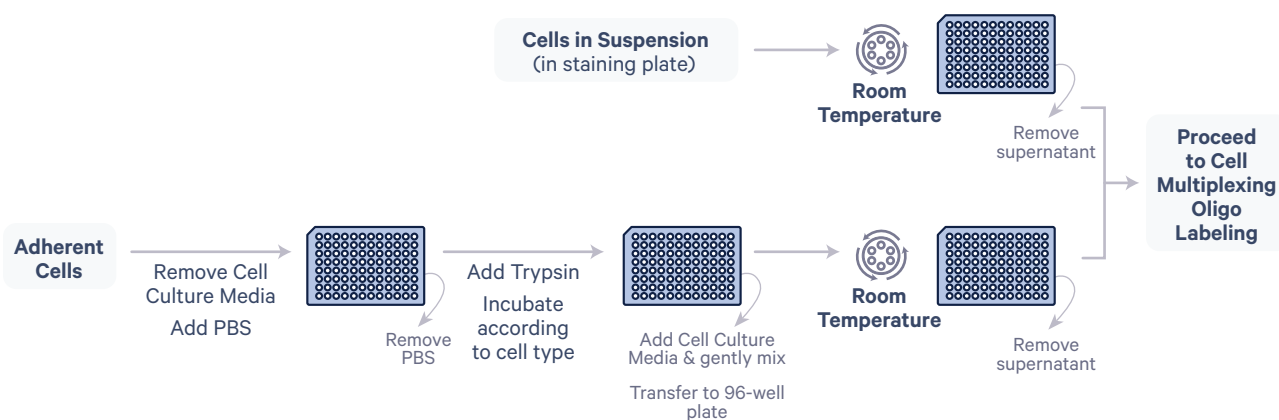 Cells in Suspension
(in staining plate)
Room
Temperature
Remove
supernatant
Proceed
to Cell
Multiplexing
Oligo
Labeling
Adherent
Cells
Remove Cell
Culture Media
Add PBS
Remove
PBS
Add Trypsin
Incubate
according
to cell type
Add Cell Culture
Media & gently mix
Transfer to 96-well
plate
Room
Temperature
Remove
supernatant